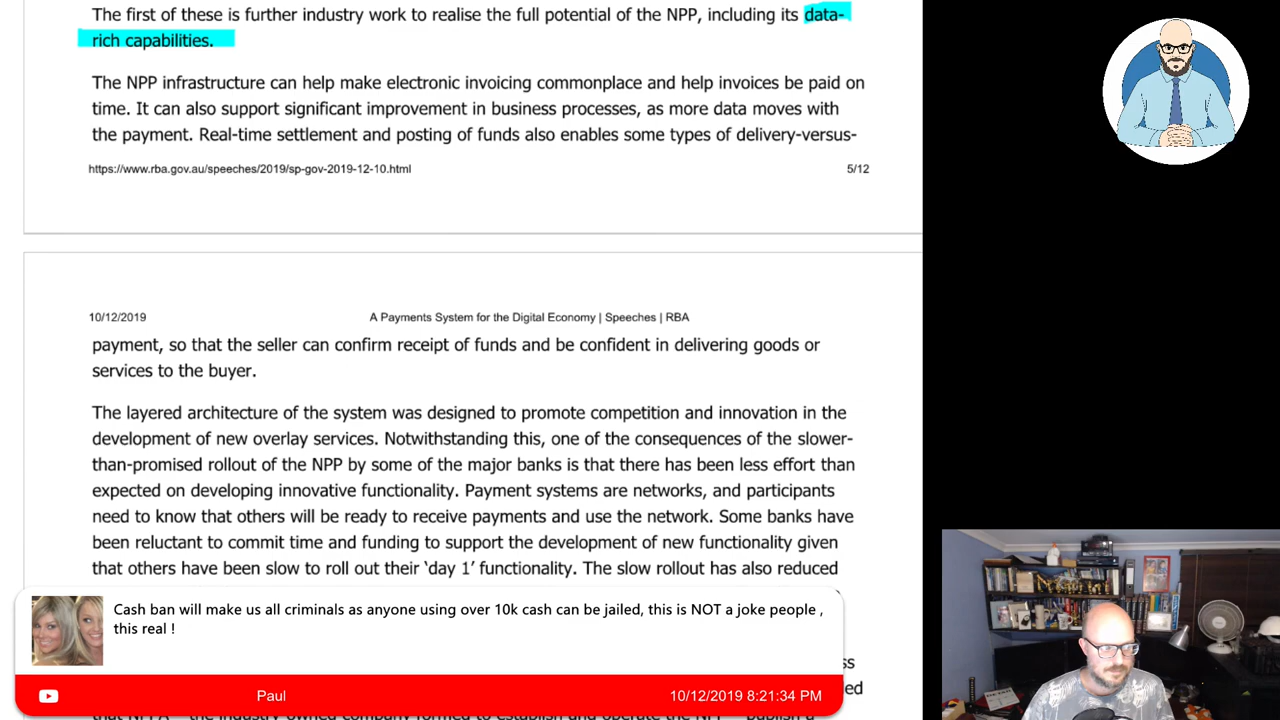 The first of these is further industry work to realise the full potential of the NPP, including its data-
rich capabilities.
The NPP infrastructure can help make electronic invoicing commonplace and help invoices be paid on
time. It can also support significant improvement in business processes, as more data moves with
the payment. Real-time settlement and posting of funds also enables some types of delivery-versus-
https://www.rba.gov.au/speeches/2019/sp-gov-2019-12-10.html 5/12
10/12/2019 A Payments System for the Digital Economy | Speeches | RBA
payment, so that the seller can confirm receipt of funds and be confident in delivering goods or
services to the buyer.
The layered architecture of the system was designed to promote competition and innovation in the
development of new overlay services. Notwithstanding this, one of the consequences of the slower-
than-promised rollout of the NPP by some of the major banks is that there has been less effort than
expected on developing innovative functionality. Payment systems are networks, and participants
need to know that others will be ready to receive payments and use the network. Some banks have
been reluctant to commit time and funding to support the development of new functionality given
that others have been slow to roll out their ‘day 1’ functionality. The slow rollout has also reduced
Cash ban will make us all criminals as anyone using over 10k cash can be jailed, this is NOT a joke people ,
this real !
Paul 10/12/2019 8:21:34 PM